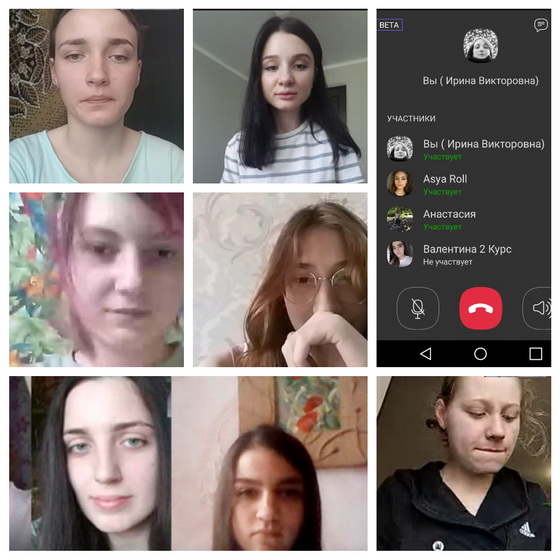 BETA
Вы ( Ирина Викторовна)
УЧАСТНИКИ
Вы ( Ирина Викторовна)
Участвует
Asya Roll
Участвует
Анастасия
Участвует
Валентина 2 Курс
Не участвует
adidas